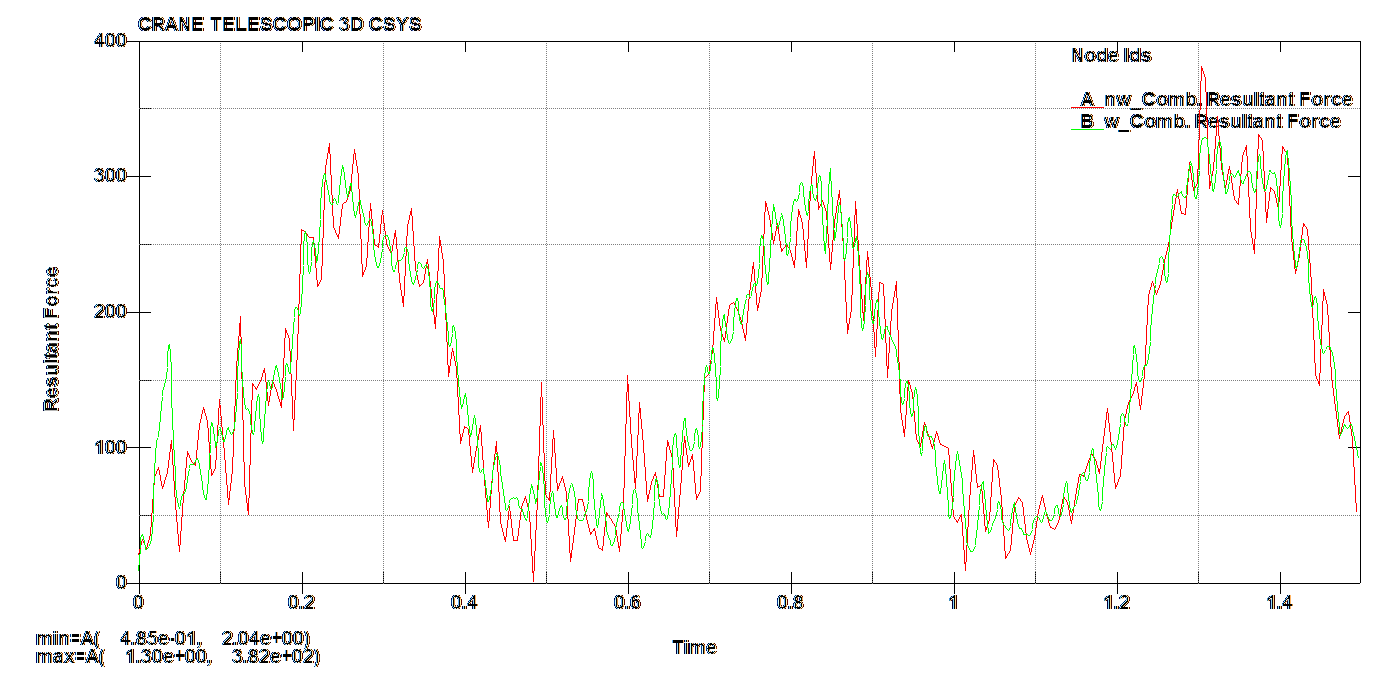 CRANE TELESCOPIC 3D CSYS
400
300
200
100
0
Resultant Force
Node Ids
_A_nw_Comb. Resultant Force
_B_w_Comb. Resultant Force
0 0.2 0.4 0.6 0.8 1 1.2 1.4
Time
min=A( 4.85e-01, 2.04e+00)
max=A( 1.30e+00, 3.82e+02)